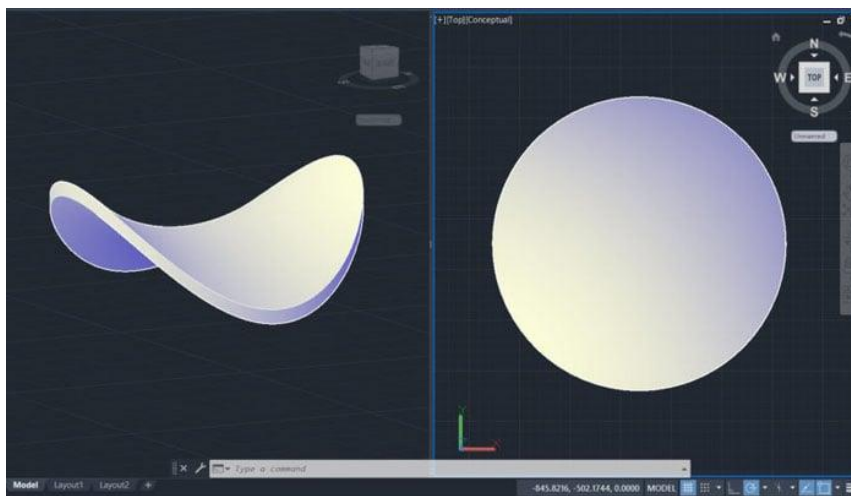 [+][Top][Conceptual]
N
W
TOP
E
S
Unnamed
Y
X
Type a command
Model
Layout1
Layout2
+
-845.8216, -502.1744, 0.0000
MODEL